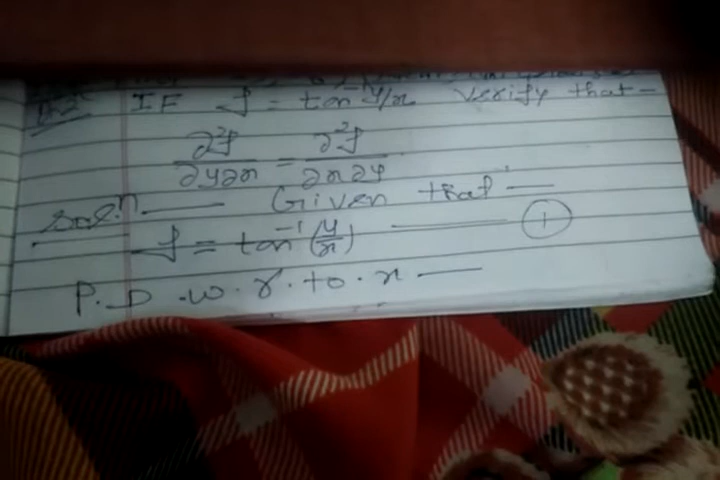 IF f = tan⁻¹ y/x verify that —
∂²f/∂y∂x = ∂²f/∂x∂y
Solⁿ. — Given that —
f = tan⁻¹ (y/x) — (1)
P.D.w.r.to.x —